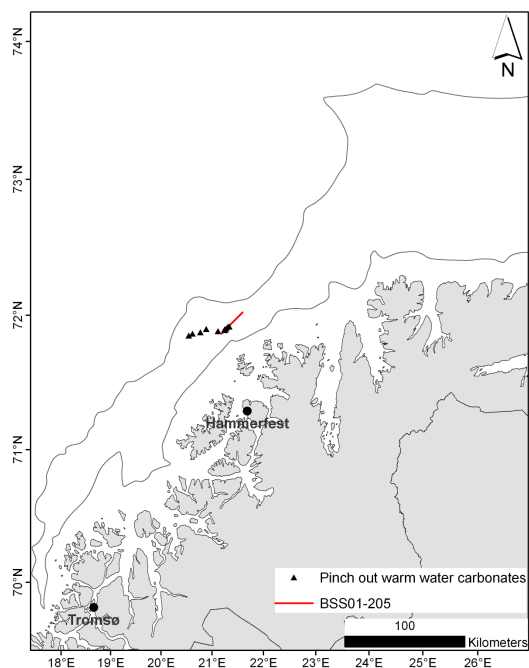 74°N
N
73°N
72°N
Hammerfest
71°N
70°N
Pinch out warm water carbonates
BSS01-205
Tromsø
100
Kilometers
18° 19°E 20°E 21°E 22°E 23°E 24°E 25°E 26°E